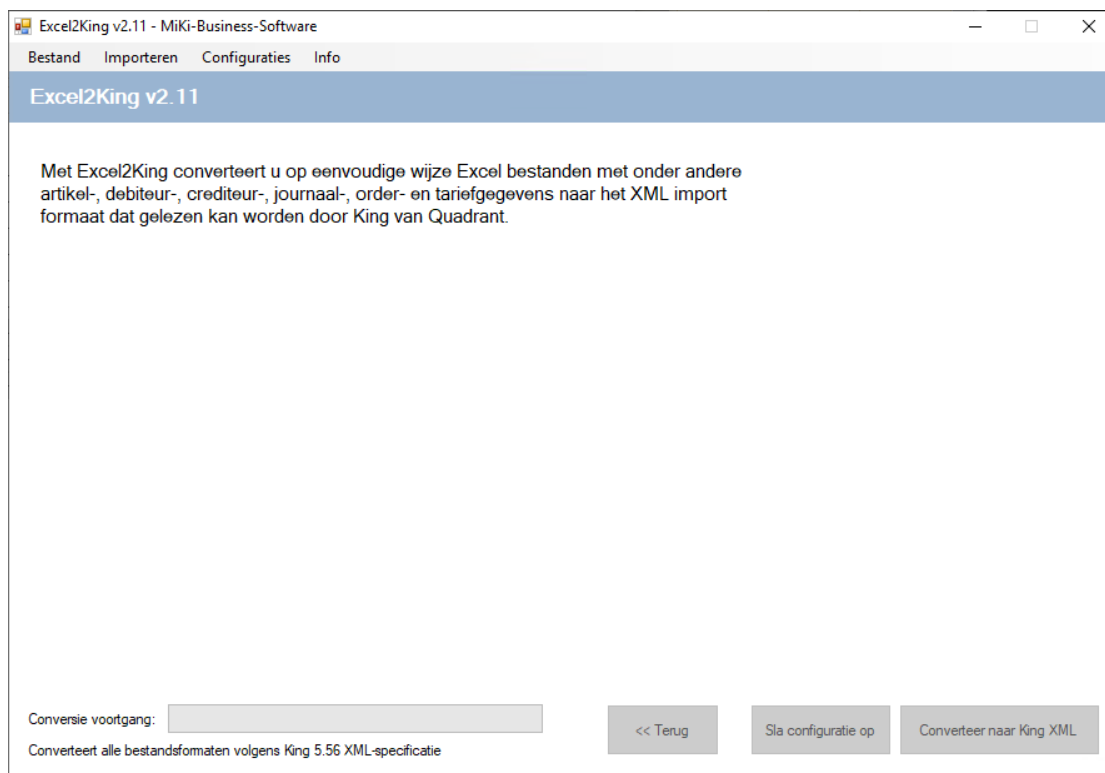 Excel2King v2.11 - MiKi-Business-Software
Bestand Importeren Configuraties Info
Excel2King v2.11
Met Excel2King converteert u op eenvoudige wijze Excel bestanden met onder andere
artikel-, debiteur-, crediteur-, journaal-, order- en tariefgegevens naar het XML import
formaat dat gelezen kan worden door King van Quadrant.
Conversie voortgang:
<< Terug
Sla configuratie op
Converteer naar King XML
Converteert alle bestandsformaten volgens King 5.56 XML-specificatie